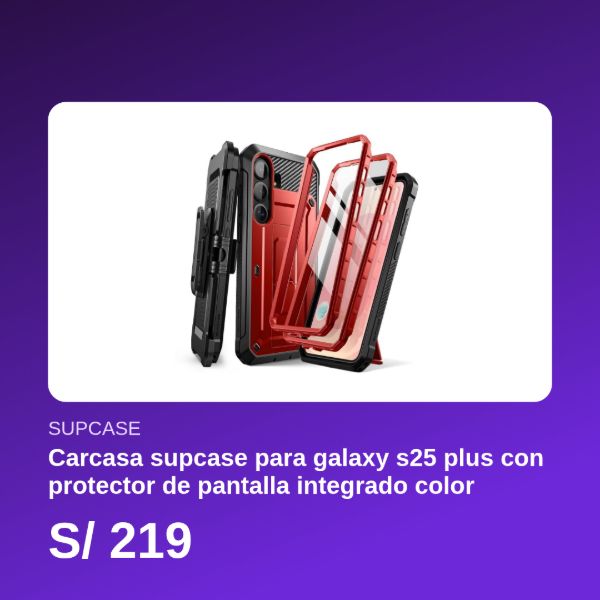 SUPCASE
Carcasa supcase para galaxy s25 plus con
protector de pantalla integrado color
S/ 219